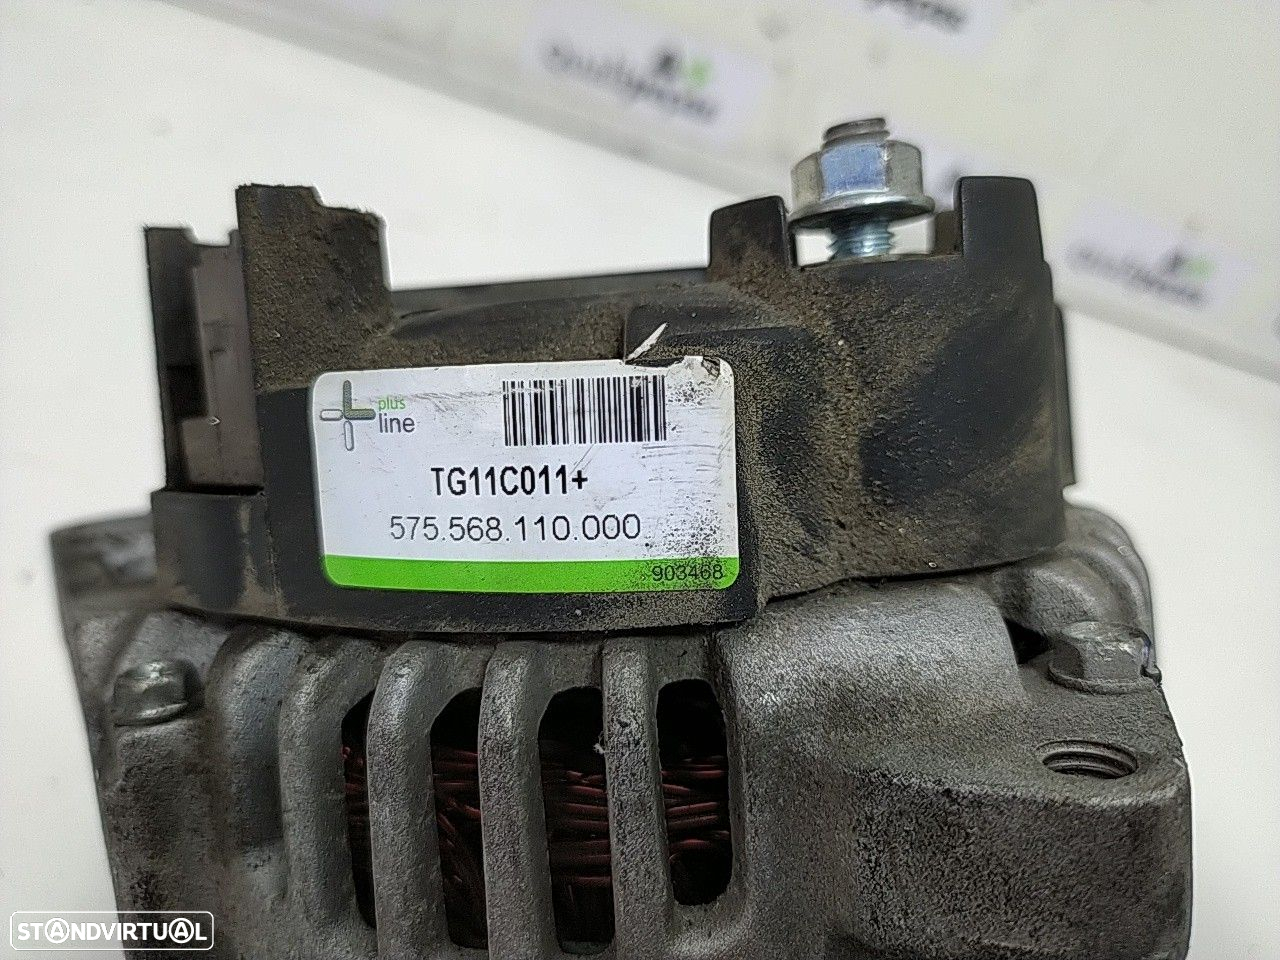 plus
line
TG11C011+
575.568.110.000
903468
STANDVIRTUAL